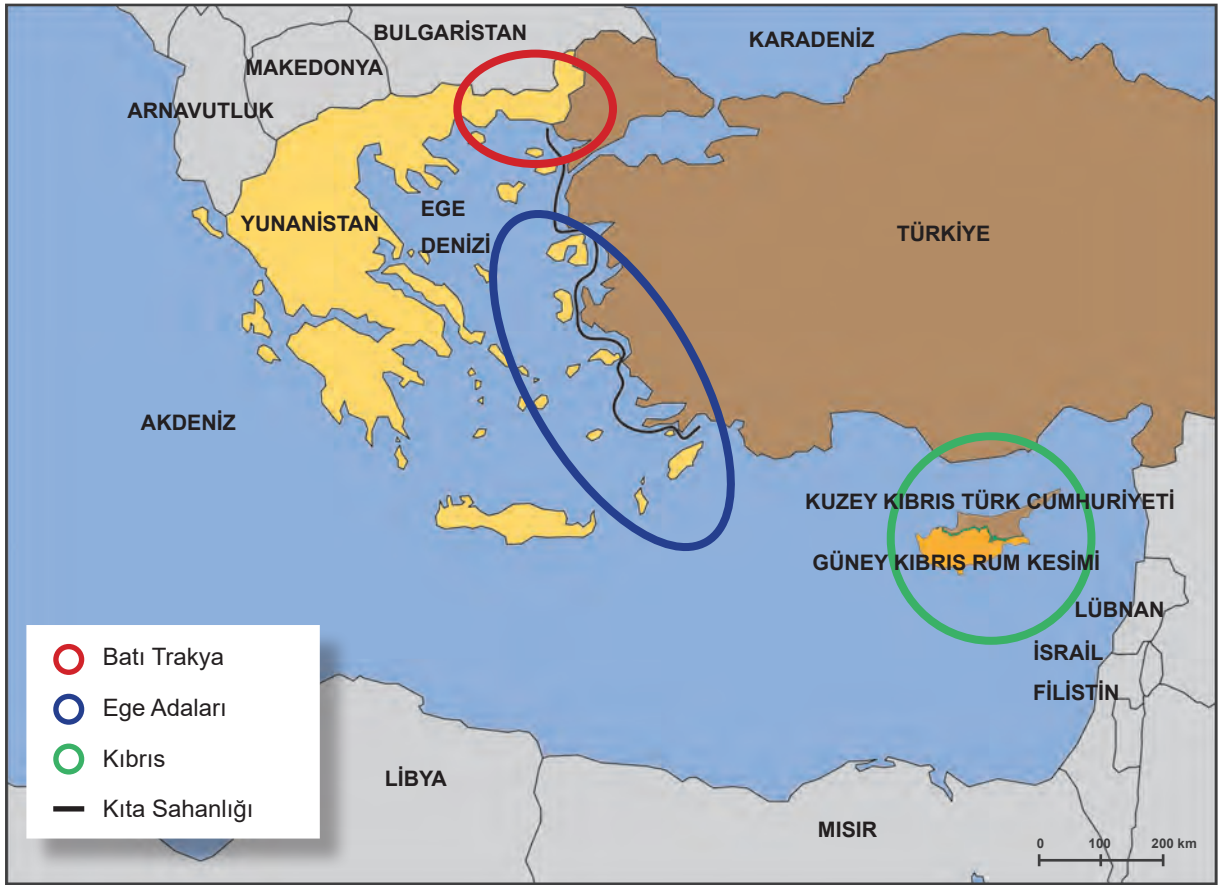 BULGARİSTAN
KARADENİZ
MAKEDONYA
ARNAVUTLUK
YUNANİSTAN
EGE
DENİZİ
TÜRKİYE
AKDENİZ
KUZEY KIBRIS TÜRK CUMHURİYETİ
GÜNEY KIBRIS RUM KESİMİ
LÜBNAN
İSRAİL
FİLİSTİN
Batı Trakya
Ege Adaları
Kıbrıs
Kıta Sahanlığı
LİBYA
MISIR
0 100 200 km